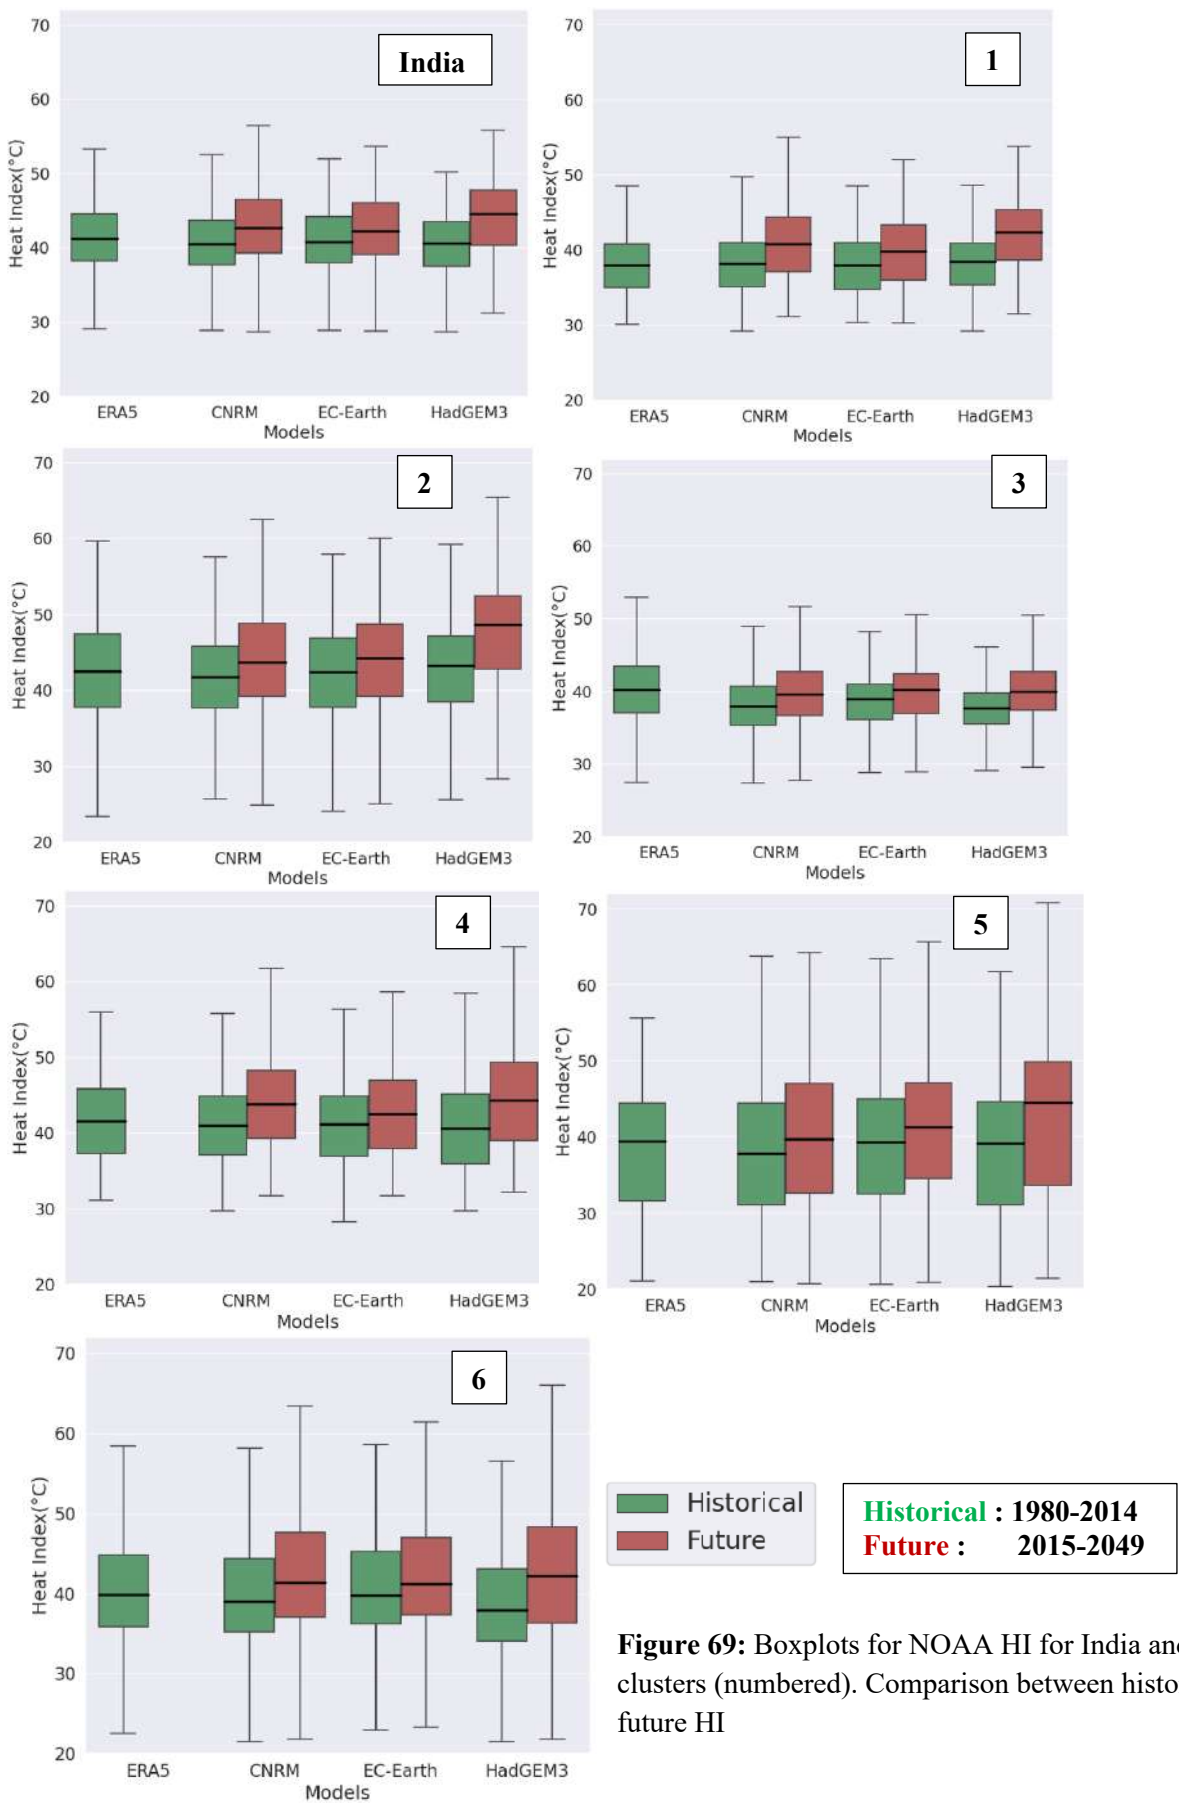 India
70
60
50
40
30
20
Heat Index(°C)
ERA5 CNRM EC-Earth HadGEM3
Models
1
70
60
50
40
30
20
Heat Index(°C)
ERA5 CNRM EC-Earth HadGEM3
Models
2
70
60
50
40
30
20
Heat Index(°C)
ERA5 CNRM EC-Earth HadGEM3
Models
3
70
60
50
40
30
20
Heat Index(°C)
ERA5 CNRM EC-Earth HadGEM3
Models
4
70
60
50
40
30
20
Heat Index(°C)
ERA5 CNRM EC-Earth HadGEM3
Models
5
70
60
50
40
30
20
Heat Index(°C)
ERA5 CNRM EC-Earth HadGEM3
Models
6
70
60
50
40
30
20
Heat Index(°C)
ERA5 CNRM EC-Earth HadGEM3
Models
Historical
Future
Historical : 1980-2014
Future : 2015-2049
Figure 69: Boxplots for NOAA HI for India and
clusters (numbered). Comparison between histo
future HI